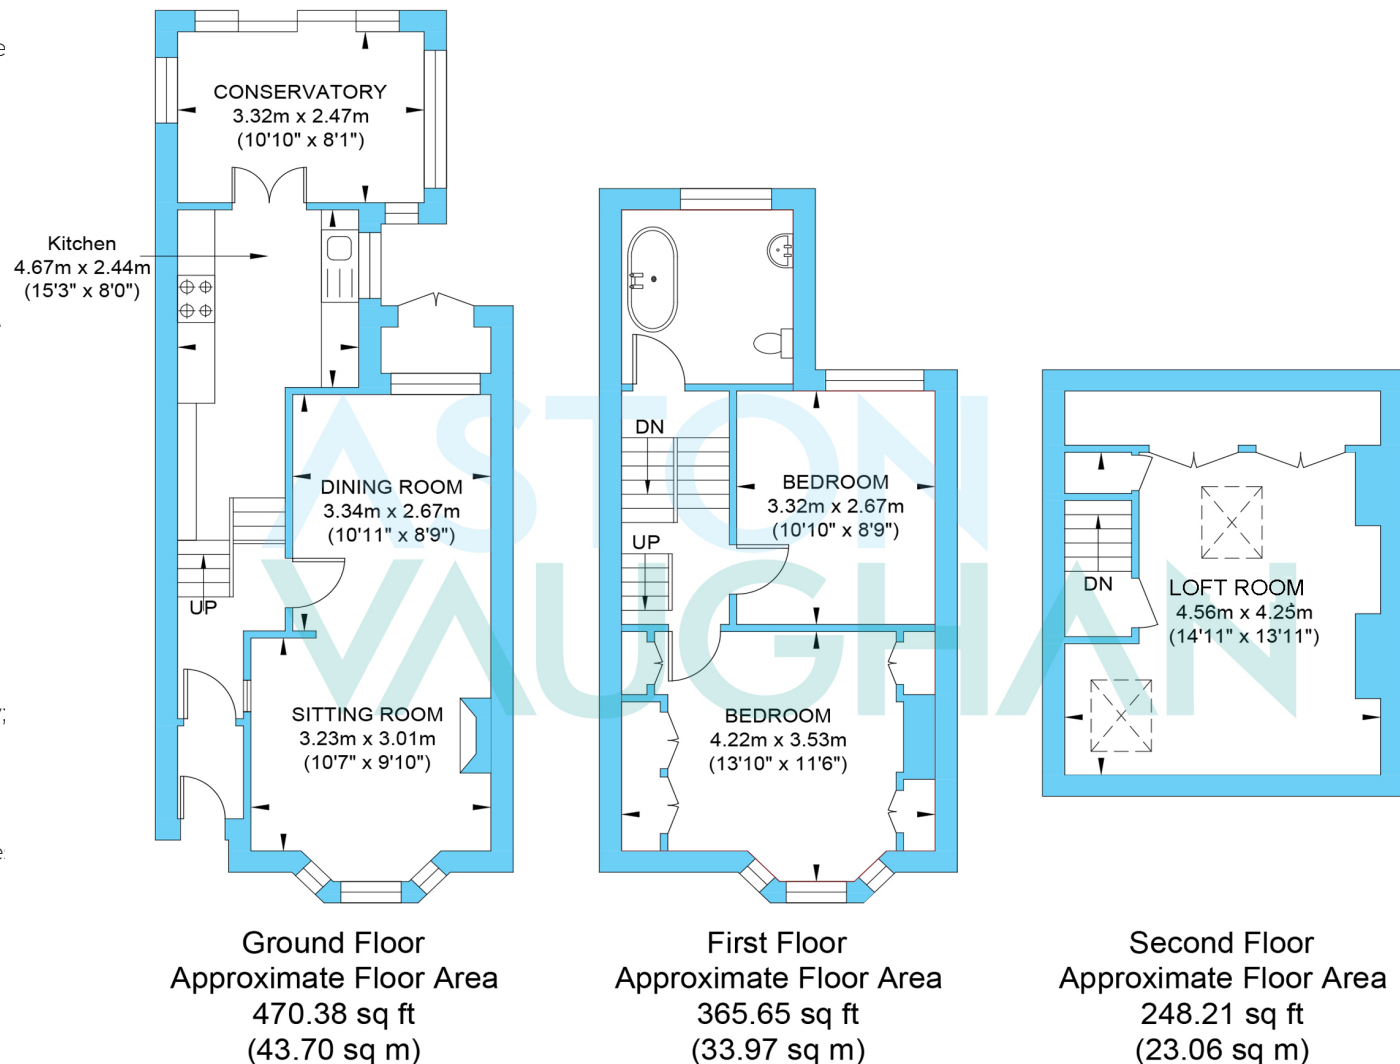 CONSERVATORY
3.32m x 2.47m
(10'10" x 8'1")
Kitchen
4.67m x 2.44m
(15'3" x 8'0")
DINING ROOM
3.34m x 2.67m
(10'11" x 8'9")
UP
SITTING ROOM
3.23m x 3.01m
(10'7" x 9'10")
Ground Floor
Approximate Floor Area
470.38 sq ft
(43.70 sq m)
DN
UP
BEDROOM
3.32m x 2.67m
(10'10" x 8'9")
BEDROOM
4.22m x 3.53m
(13'10" x 11'6")
First Floor
Approximate Floor Area
365.65 sq ft
(33.97 sq m)
DN
LOFT ROOM
4.56m x 4.25m
(14'11" x 13'11")
Second Floor
Approximate Floor Area
248.21 sq ft
(23.06 sq m)
ASTON
VAUGHAN